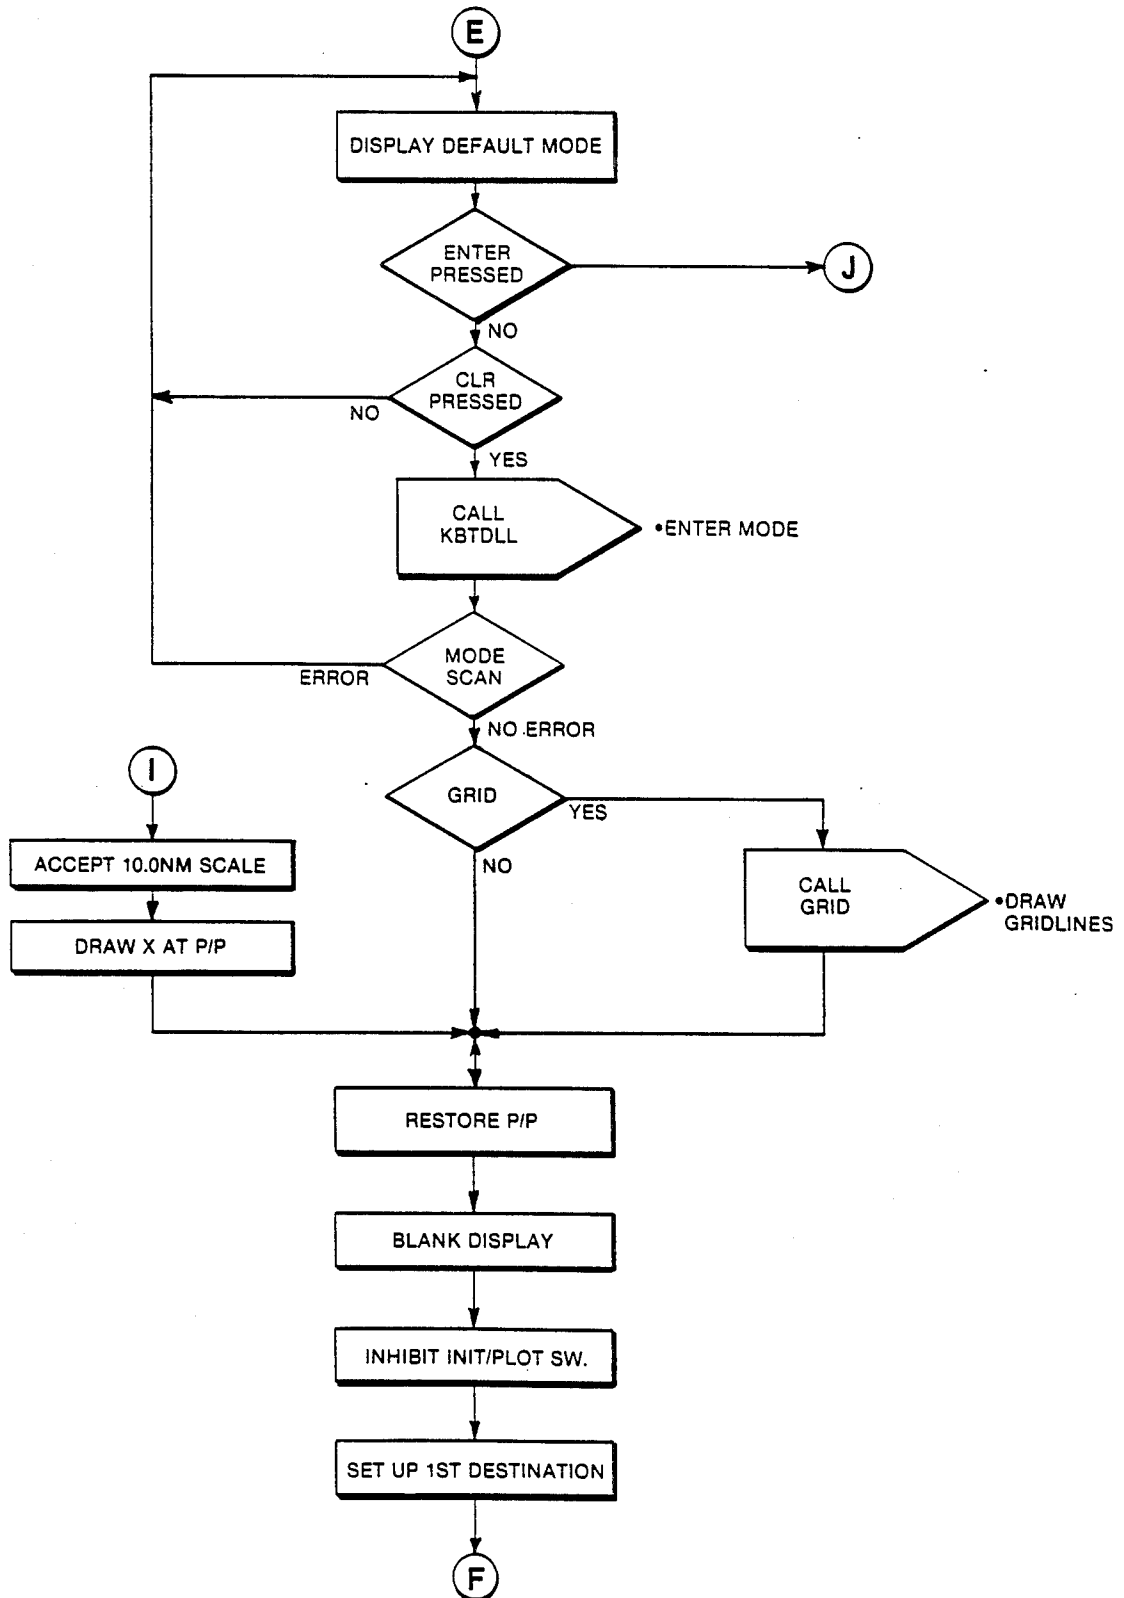 E
DISPLAY DEFAULT MODE
ENTER
PRESSED
J
NO
CLR
PRESSED
NO
YES
CALL
KBTDLL
•ENTER MODE
MODE
SCAN
ERROR
NO ERROR
I
GRID
YES
NO
ACCEPT 10.0NM SCALE
CALL
GRID
•DRAW
GRIDLINES
DRAW X AT P/P
RESTORE P/P
BLANK DISPLAY
INHIBIT INIT/PLOT SW.
SET UP 1ST DESTINATION
F